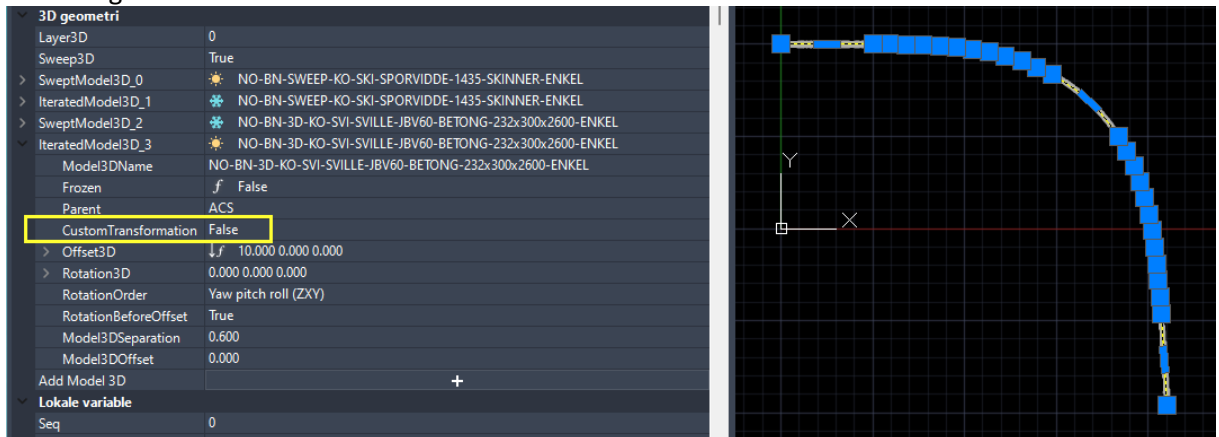 3D geometri
Layer3D 0
Sweep3D True
SweptModel3D_0 NO-BN-SWEEP-KO-SKI-SPORVIDDE-1435-SKINNER-ENKEL
IteratedModel3D_1 NO-BN-SWEEP-KO-SKI-SPORVIDDE-1435-SKINNER-ENKEL
SweptModel3D_2 NO-BN-3D-KO-SVI-SVILLE-JBV60-BETONG-232x300x2600-ENKEL
IteratedModel3D_3 NO-BN-3D-KO-SVI-SVILLE-JBV60-BETONG-232x300x2600-ENKEL
Model3DName NO-BN-3D-KO-SVI-SVILLE-JBV60-BETONG-232x300x2600-ENKEL
Frozen f False
Parent ACS
CustomTransformation False
Offset3D ↓f 10.000 0.000 0.000
Rotation3D 0.000 0.000 0.000
RotationOrder Yaw pitch roll (ZXY)
RotationBeforeOffset True
Model3DSeparation 0.600
Model3DOffset 0.000
Add Model 3D +
Lokale variable
Seq 0
Y
X